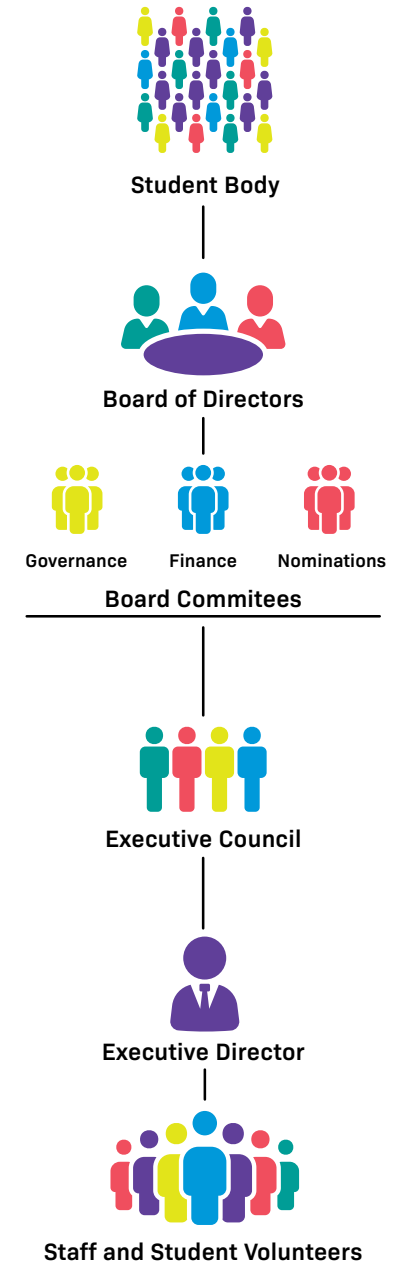 Student Body
Board of Directors
Governance Finance Nominations
Board Commitees
Executive Council
Executive Director
Staff and Student Volunteers